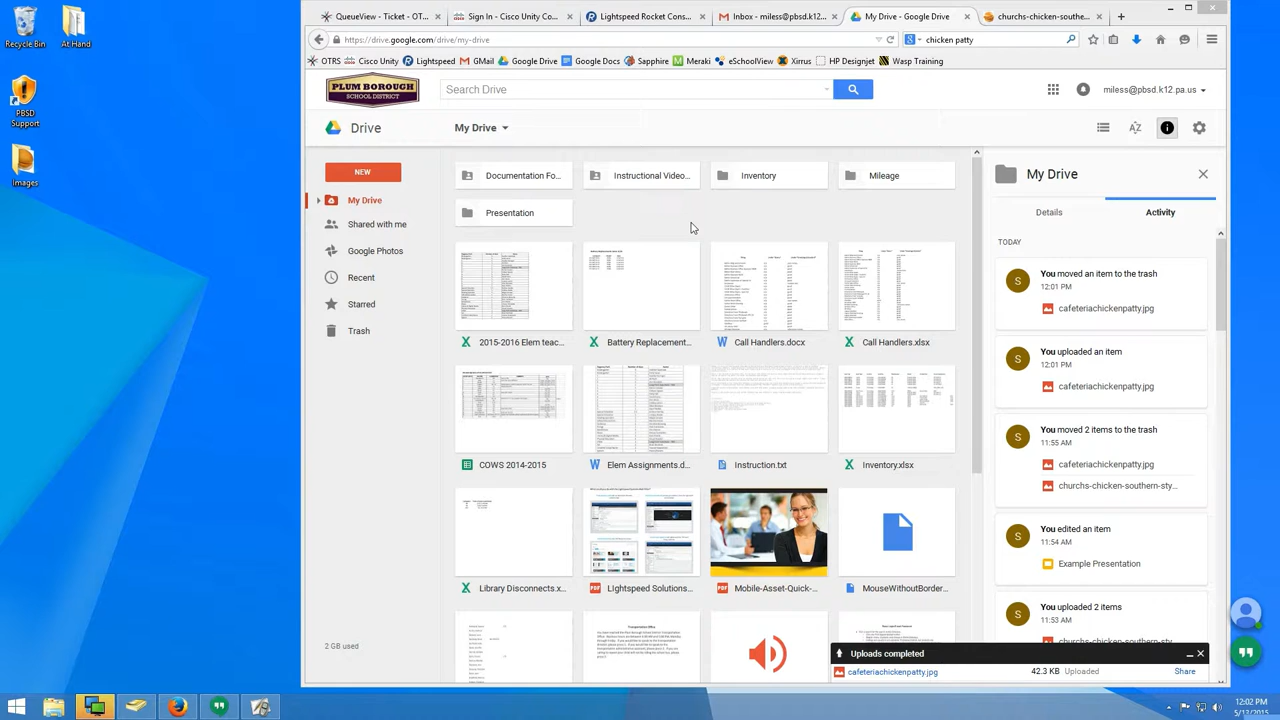 QueueView - Ticket - OT...
Sign In - Cisco Unity Co...
Lightspeed Rocket Cons...
Inbox - miless@pbsd.k12...
My Drive - Google Drive
churchs-chicken-southe...
https://drive.google.com/drive/my-drive
chicken patty
OTRS
Cisco Unity
Lightspeed
GMail
Google Drive
Google Docs
Sapphire
Meraki
eSchoolView
Xirrus
HP Designjet
Wasp Training
Recycle Bin
At Hand
PBSD Support
Images
PLUM BOROUGH
SCHOOL DISTRICT
Search Drive
miless@pbsd.k12.pa.us
Drive
My Drive
NEW
My Drive
Shared with me
Google Photos
Recent
Starred
Trash
2 GB used
Documentation Fo...
Instructional Video...
Inventory
Mileage
Presentation
2015-2016 Elem teac...
Battery Replacement...
Call Handlers.docx
Call Handlers.xlsx
COWS 2014-2015
Elem Assignments.d...
Instruction.txt
Inventory.xlsx
Library Disconnects.x...
LIghtspeed Solutions...
Mobile-Asset-Quick-...
MouseWithoutBorder...
Transportation Office
My Drive
Details
Activity
TODAY
You moved an item to the trash
12:01 PM
cafeteriachickenpatty.jpg
You uploaded an item
12:01 PM
cafeteriachickenpatty.jpg
You moved 2 items to the trash
11:55 AM
cafeteriachickenpatty.jpg
churchs-chicken-southern-sty...
You edited an item
11:54 AM
Example Presentation
You uploaded 2 items
11:53 AM
Uploads completed
cafeteriachickenpatty.jpg
42.3 KB Uploaded
Share
12:02 PM
5/12/2015